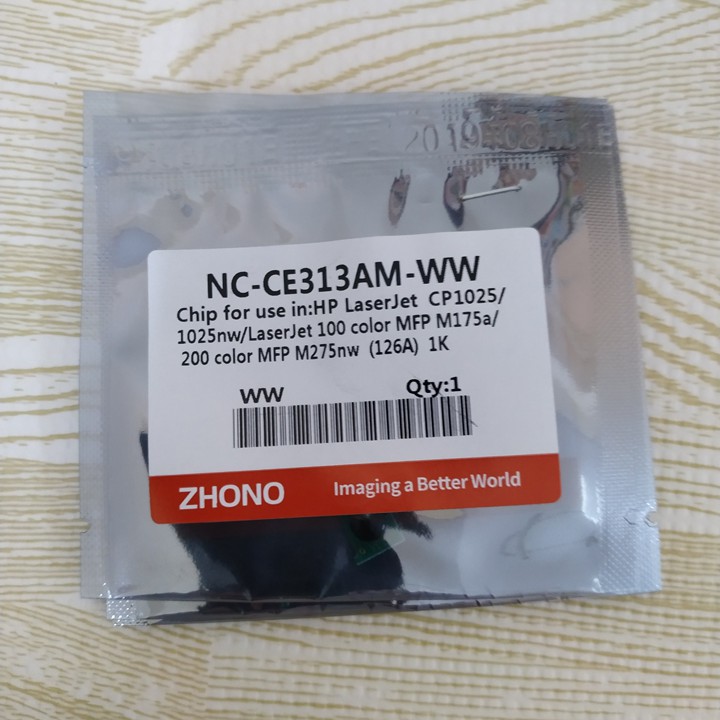 NC-CE313AM-WW
Chip for use in:HP LaserJet CP1025/
1025nw/LaserJet 100 color MFP M175a/
200 color MFP M275nw (126A) 1K
WW Qty:1
ZHONO Imaging a Better World